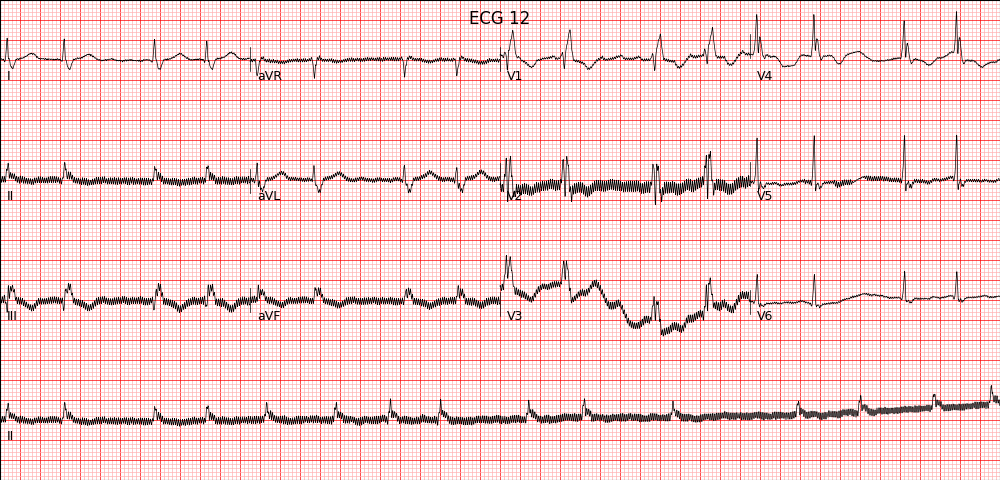 ECG 12
I aVR V1 V4
II aVL V2 V5
III aVF V3 V6
II